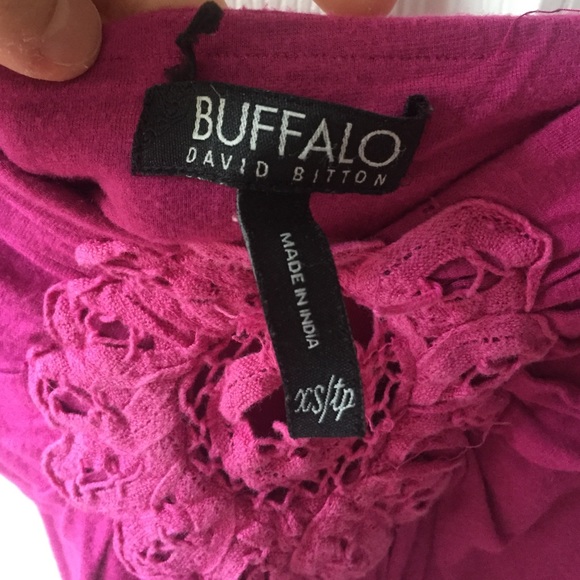 BUFFALO
DAVID BITTON
MADE IN INDIA
xs/tp